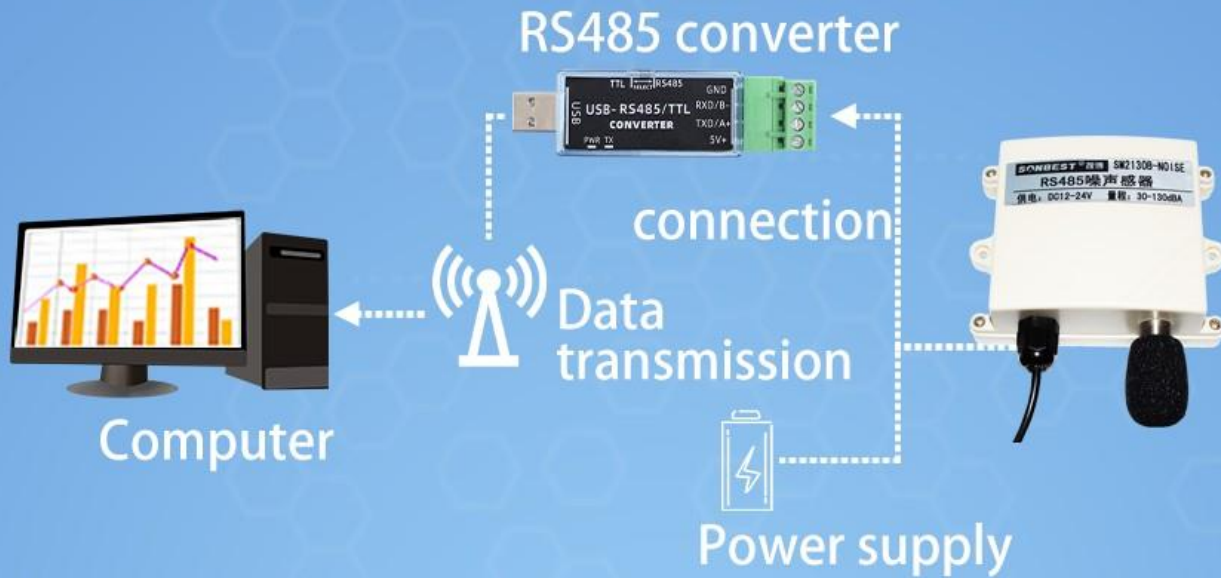 RS485 converter
TTL SELECT RS485
GND
USB
USB-RS485/TTL
RXD/B-
CONVERTER
TXD/A+
PWR TX
5V+
SONBEST® SM2130B-NOISE
RS485噪声感器
供电: DC12-24V 量程: 30-130dBA
connection
Data
transmission
Computer
Power supply